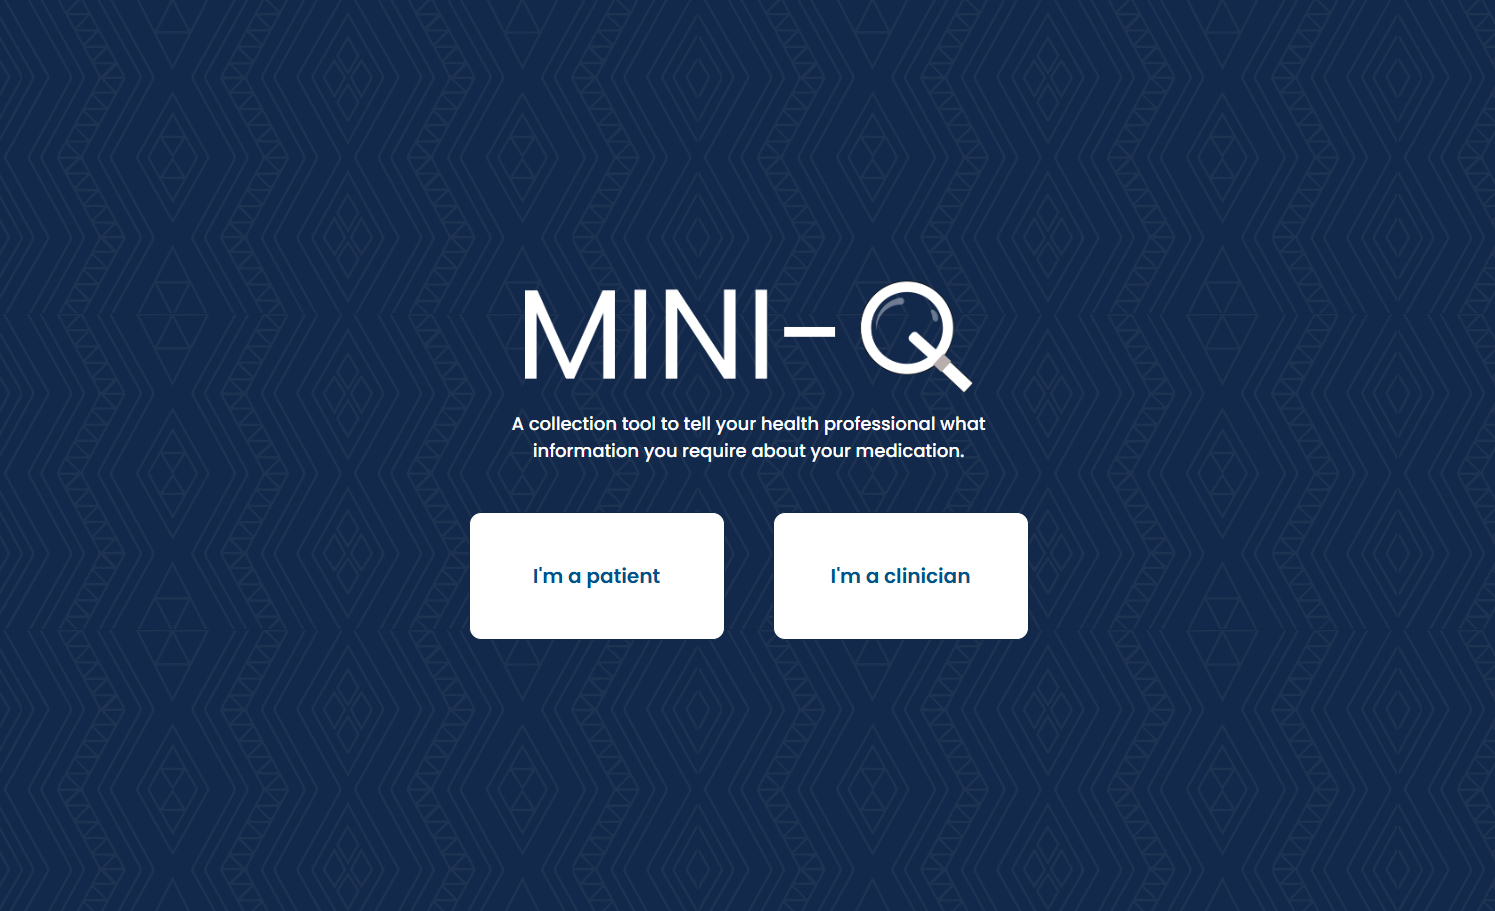 MINI-Q
A collection tool to tell your health professional what
information you require about your medication.
I'm a patient
I'm a clinician